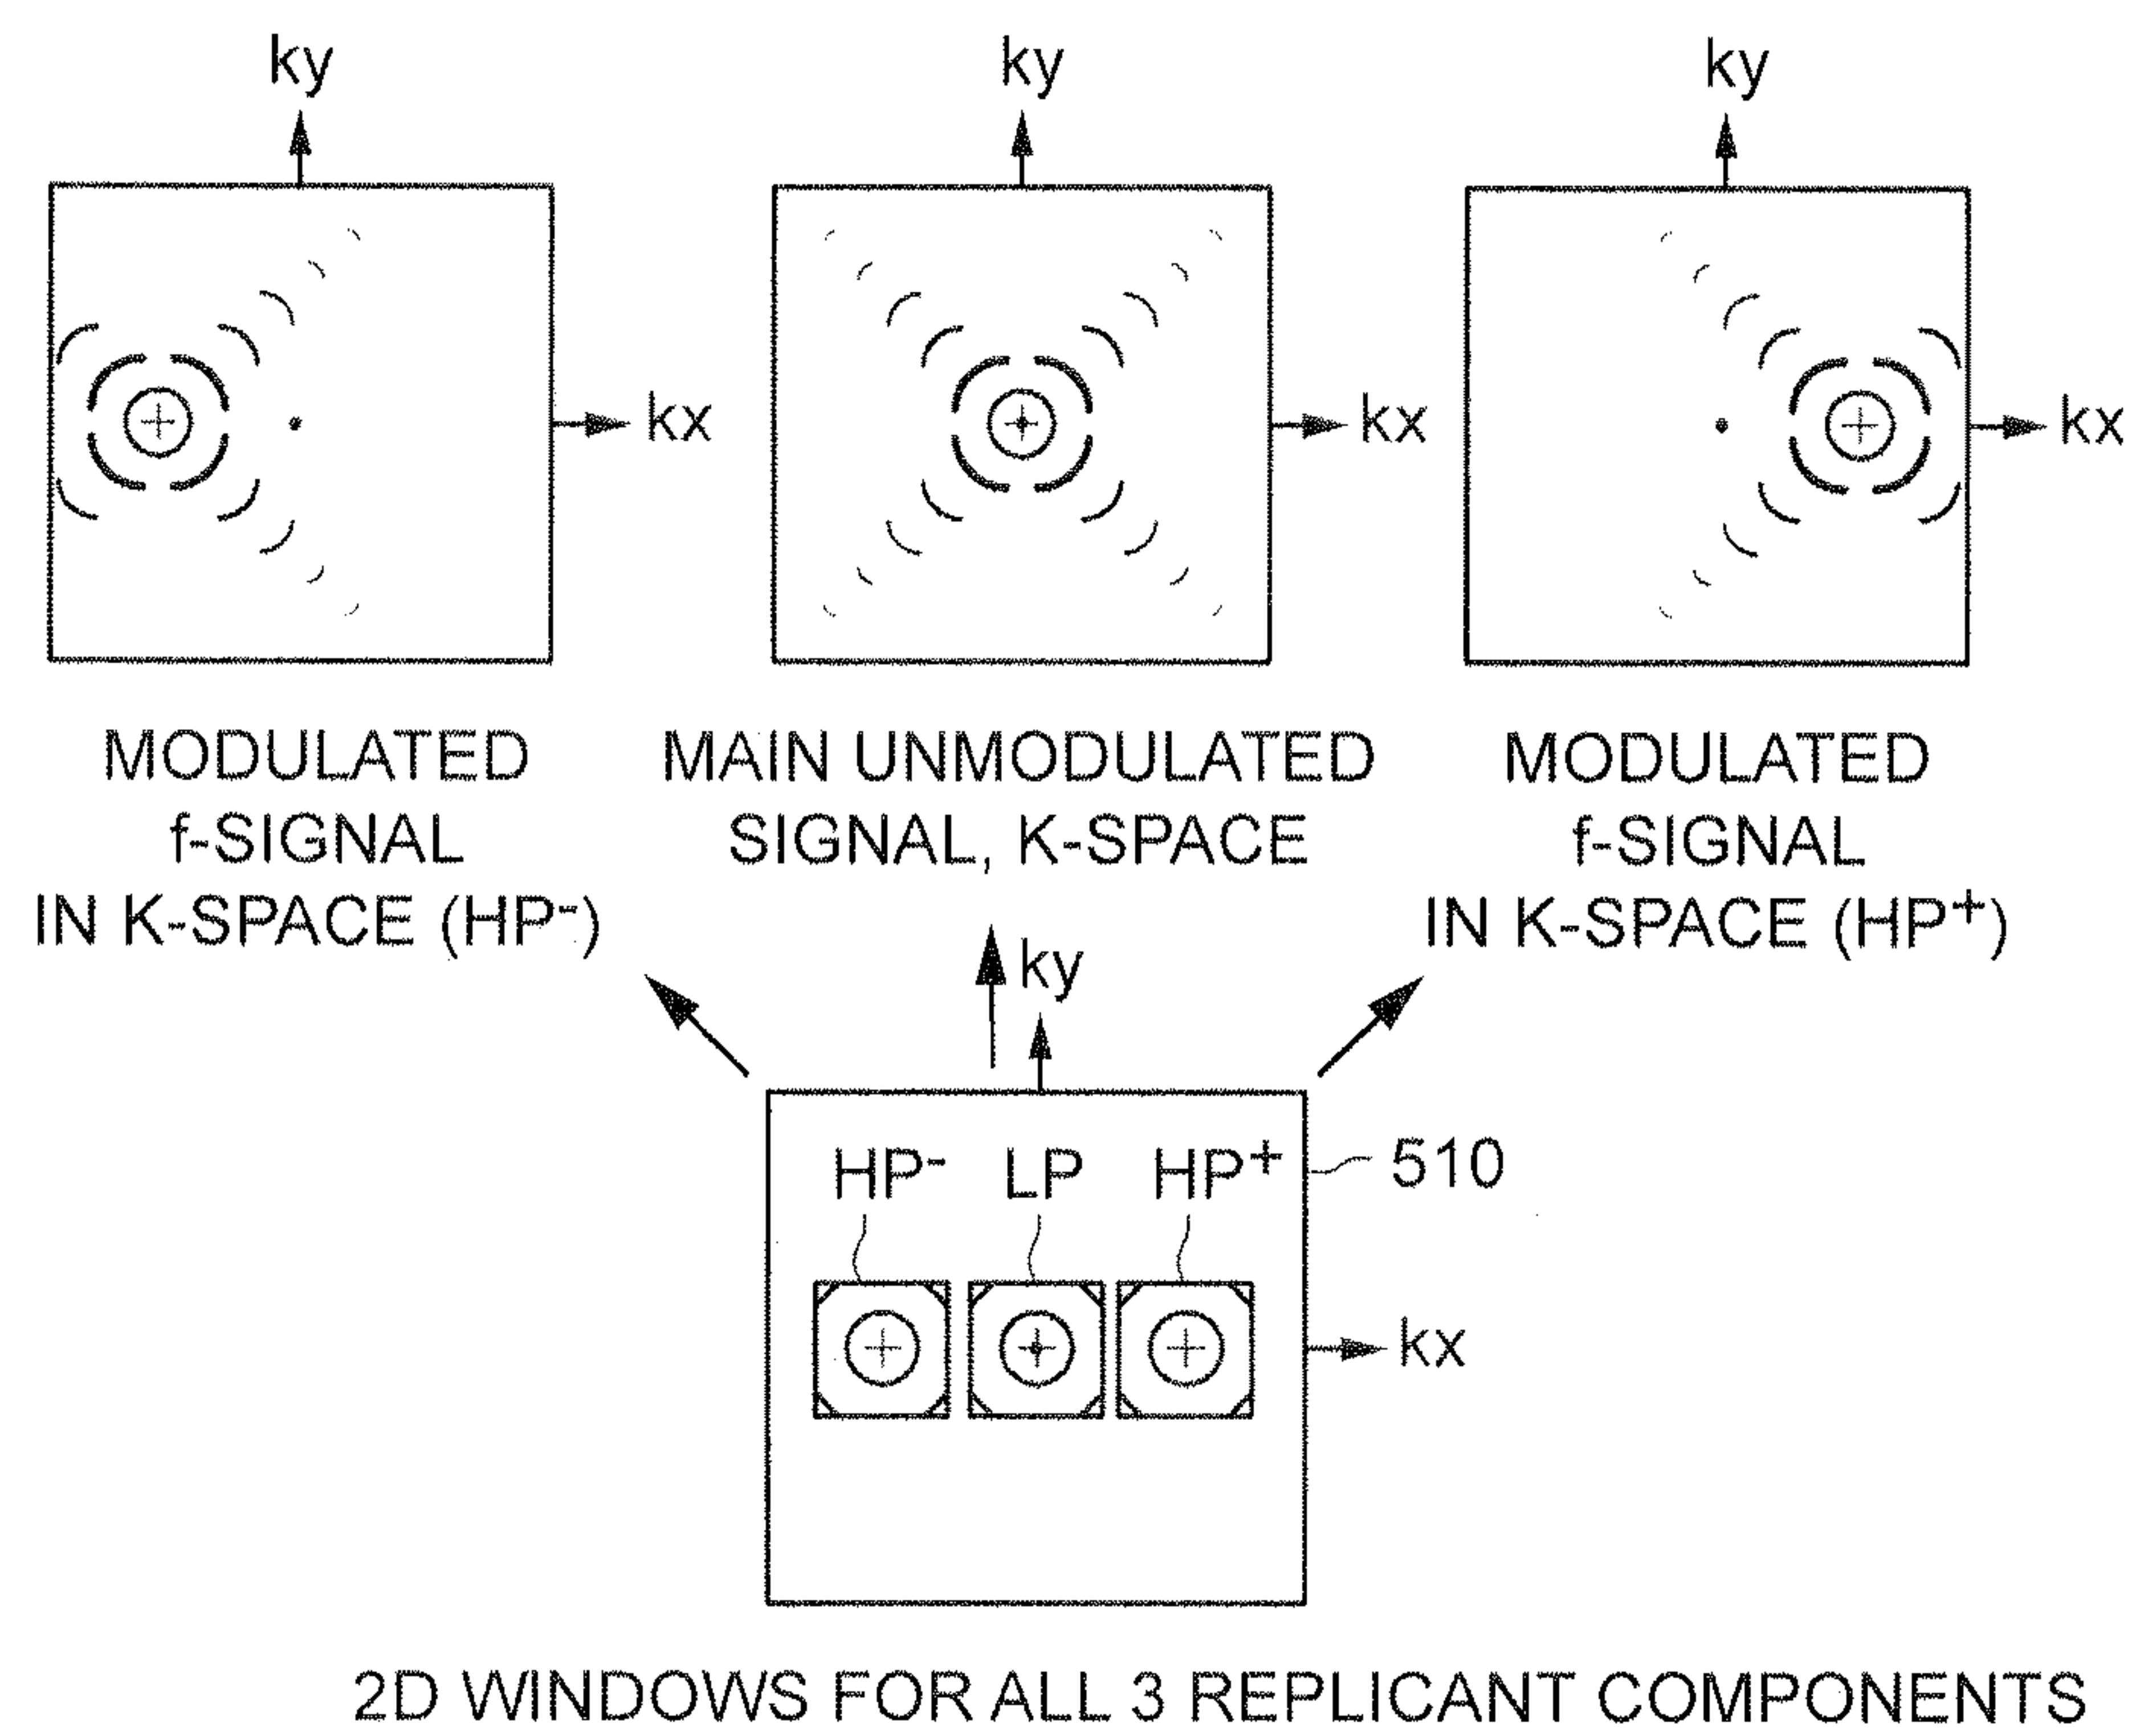 ky ky ky
kx kx kx
MODULATED
f-SIGNAL
IN K-SPACE (HP-)
MAIN UNMODULATED
SIGNAL, K-SPACE
MODULATED
f-SIGNAL
IN K-SPACE (HP+)
ky
HP- LP HP+ 510
kx
2D WINDOWS FOR ALL 3 REPLICANT COMPONENTS